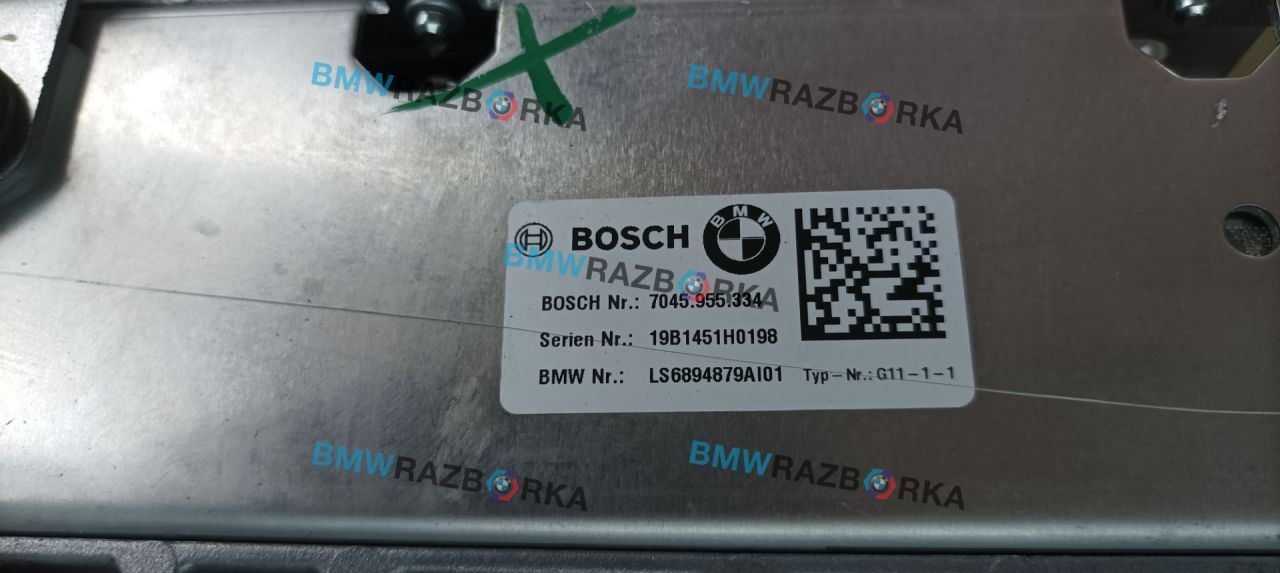 BMWRAZBORKA
BMWRAZBORKA
BOSCH BMW
BMWRAZBORKA
BOSCH Nr.: 7045.955.334
Serien Nr.: 19B1451H0198
BMW Nr.: LS6894879AI01 Typ-Nr.: G11-1-1
BMWRAZBORKA
BMWRAZBORKA